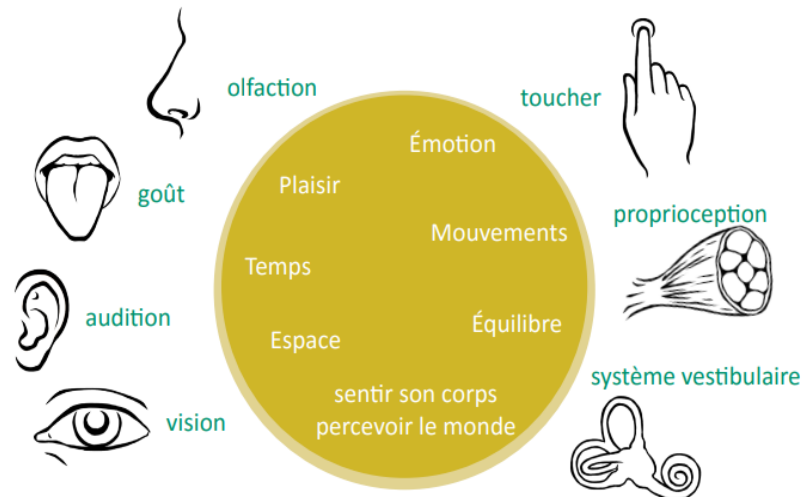 olfaction
toucher
Émotion
Plaisir
goût
proprioception
Mouvements
Temps
audition
Équilibre
Espace
système vestibulaire
sentir son corps
vision
percevoir le monde